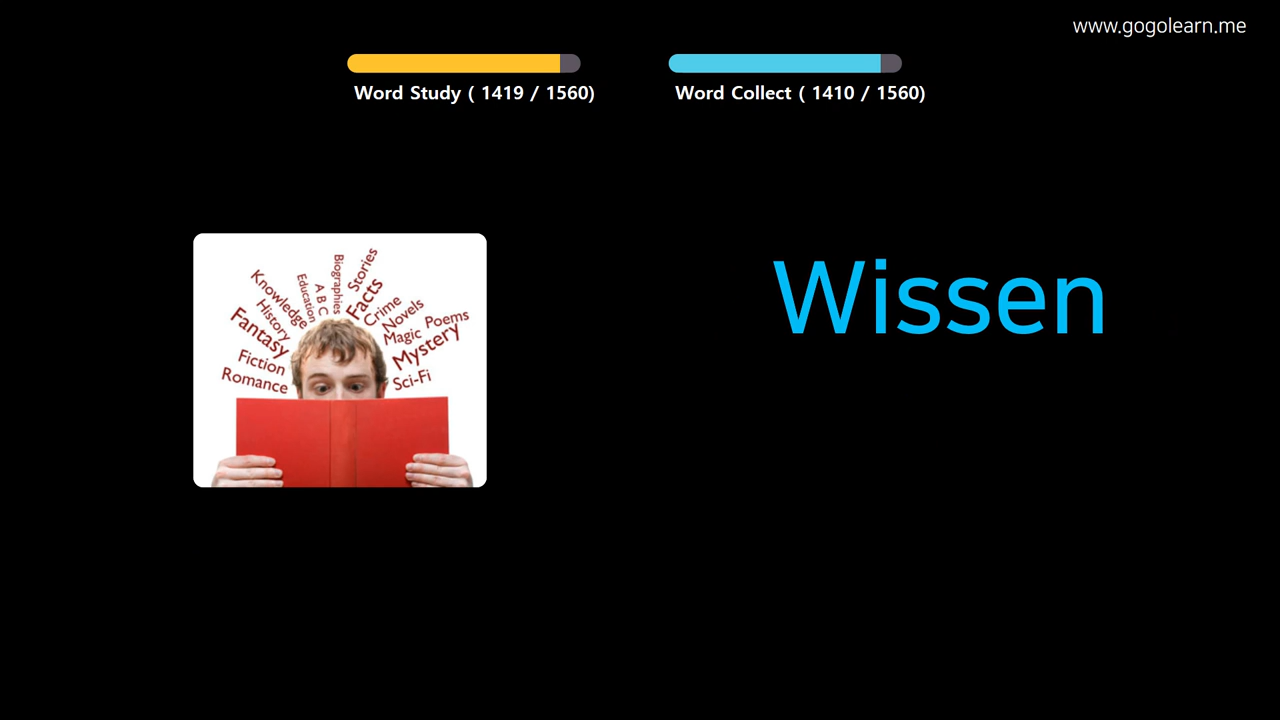 www.gogolearn.me
Word Study ( 1419 / 1560)
Word Collect ( 1410 / 1560)
Wissen
Stories
Biographies
Facts
A B C
Education
Knowledge
Crime
History
Novels
Fantasy
Poems
Magic
Mystery
Fiction
Romance
Sci-Fi